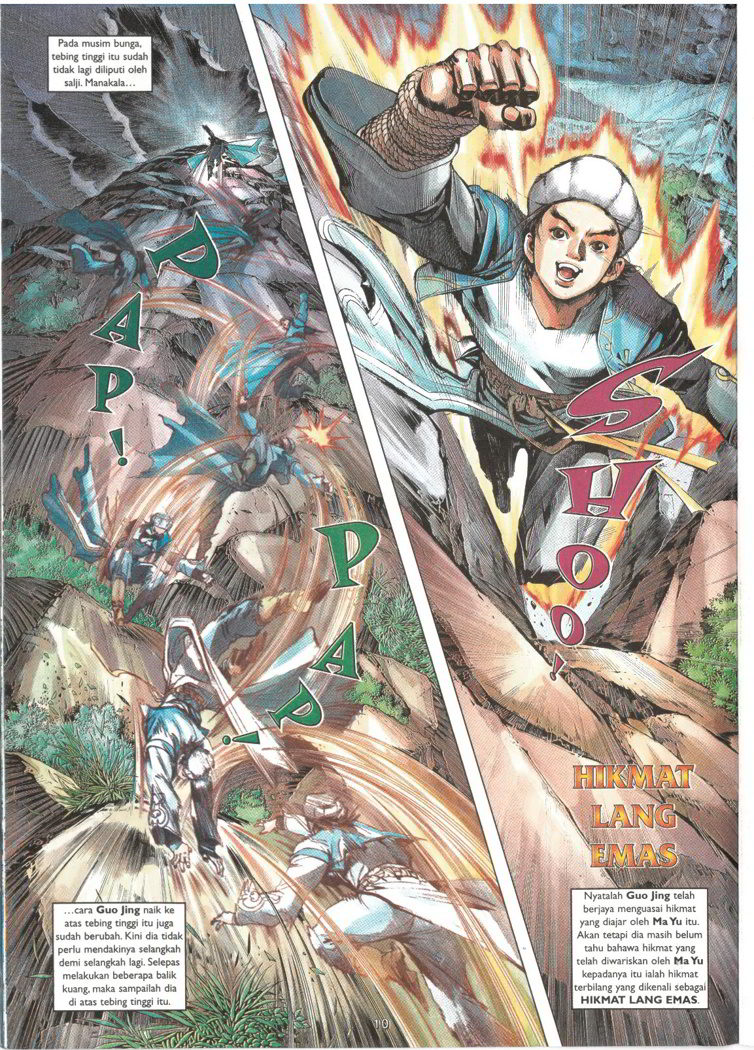 Pada musim bunga,
tebing tinggi itu sudah
tidak lagi diliputi oleh
salji. Manakala...
PAP!
PAP!
...cara Guo Jing naik ke
atas tebing tinggi itu juga
sudah berubah. Kini dia tidak
perlu mendakinya selangkah
demi selangkah lagi. Selepas
melakukan beberapa balik
kuang, maka sampailah dia
di atas tebing tinggi itu.
SHOO!
HIKMAT
LANG
EMAS
Nyatalah Guo Jing telah
berjaya menguasai hikmat
yang diajar oleh Ma Yu itu.
Akan tetapi dia masih belum
tahu bahawa hikmat yang
telah diwariskan oleh Ma Yu
kepadanya itu ialah hikmat
terbilang yang dikenali sebagai
HIKMAT LANG EMAS.
10